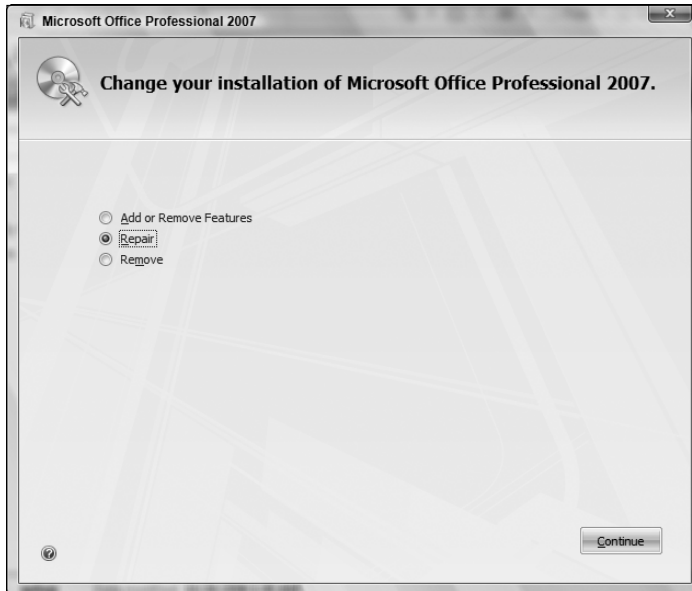 Microsoft Office Professional 2007
Change your installation of Microsoft Office Professional 2007.
Add or Remove Features
Repair
Remove
Continue